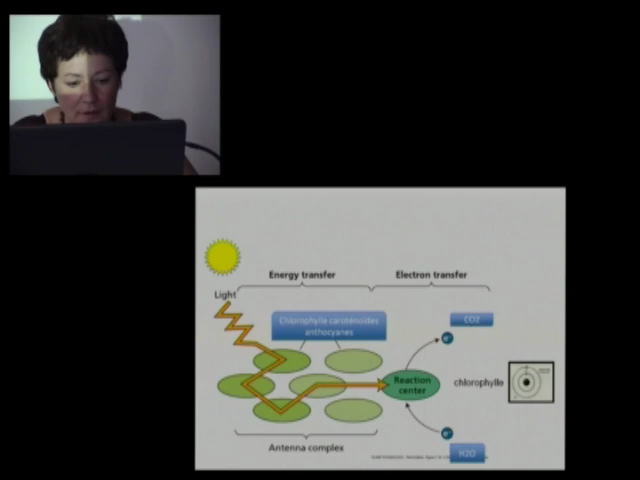 Energy transfer
Electron transfer
Light
Chlorophylle caroténoïdes
anthocyanes
CO2
e-
Reaction
center
chlorophylle
e-
H2O
Antenna complex